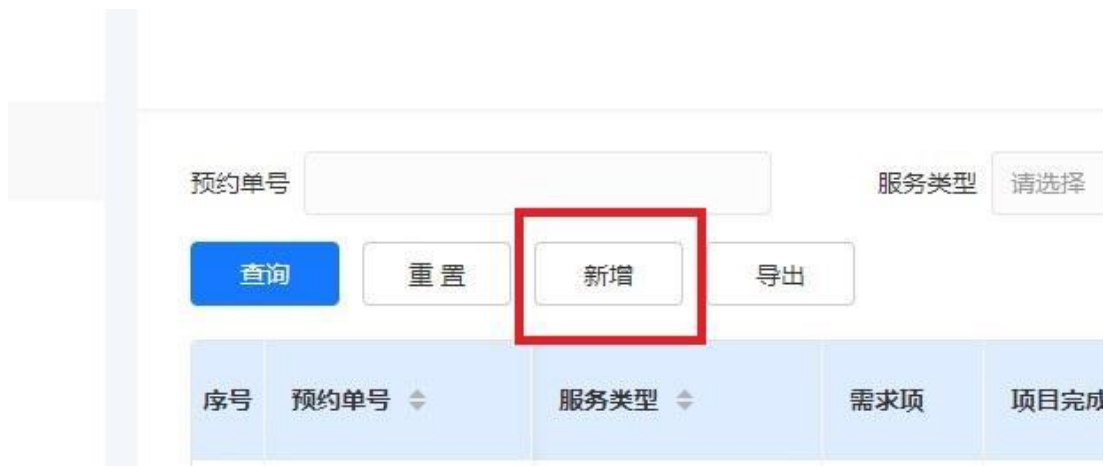 预约单号 服务类型 请选择
查询 重置 新增 导出
序号 预约单号 服务类型 需求项 项目完成